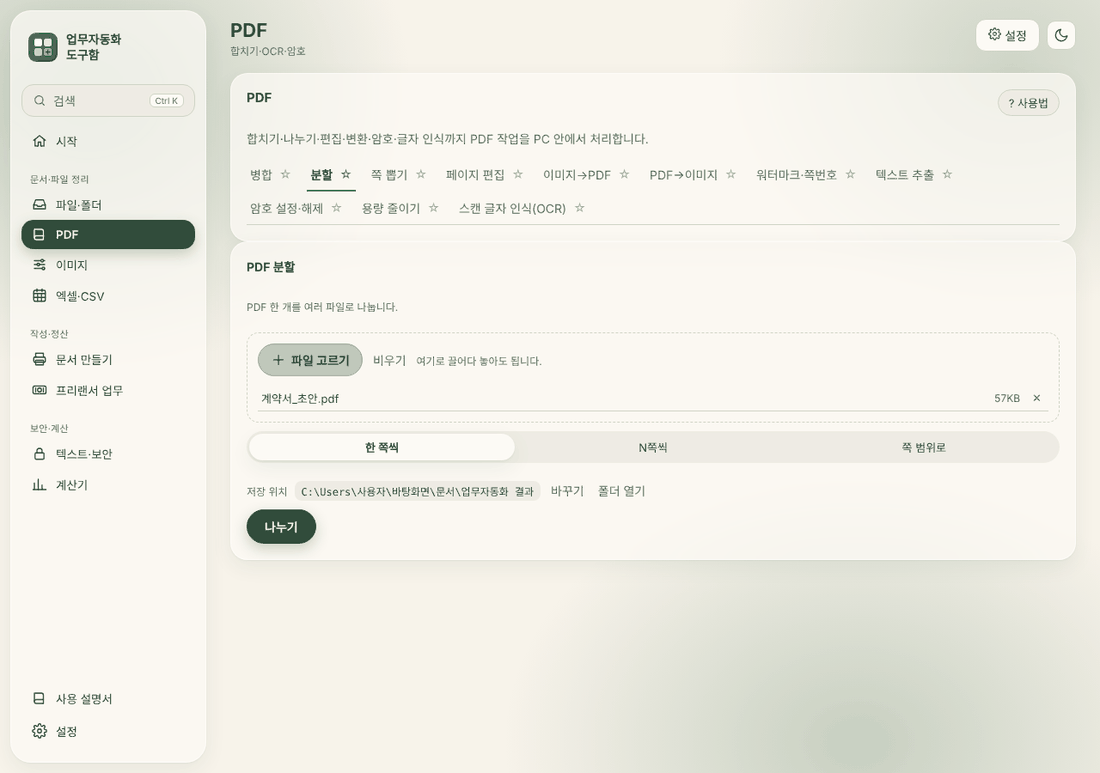 업무자동화
도구함
검색 Ctrl K
시작
문서·파일 정리
파일·폴더
PDF
이미지
엑셀·CSV
작성·정산
문서 만들기
프리랜서 업무
보안·계산
텍스트·보안
계산기
사용 설명서
설정
PDF
합치기·OCR·암호
설정
PDF
? 사용법
합치기·나누기·편집·변환·암호·글자 인식까지 PDF 작업을 PC 안에서 처리합니다.
병합 ☆ 분할 ☆ 쪽 뽑기 ☆ 페이지 편집 ☆ 이미지→PDF ☆ PDF→이미지 ☆ 워터마크·쪽번호 ☆ 텍스트 추출 ☆
암호 설정·해제 ☆ 용량 줄이기 ☆ 스캔 글자 인식(OCR) ☆
PDF 분할
PDF 한 개를 여러 파일로 나눕니다.
+ 파일 고르기 비우기 여기로 끌어다 놓아도 됩니다.
계약서_초안.pdf 57KB ×
한 쪽씩 N쪽씩 쪽 범위로
저장 위치 C:\Users\사용자\바탕화면\문서\업무자동화 결과 바꾸기 폴더 열기
나누기